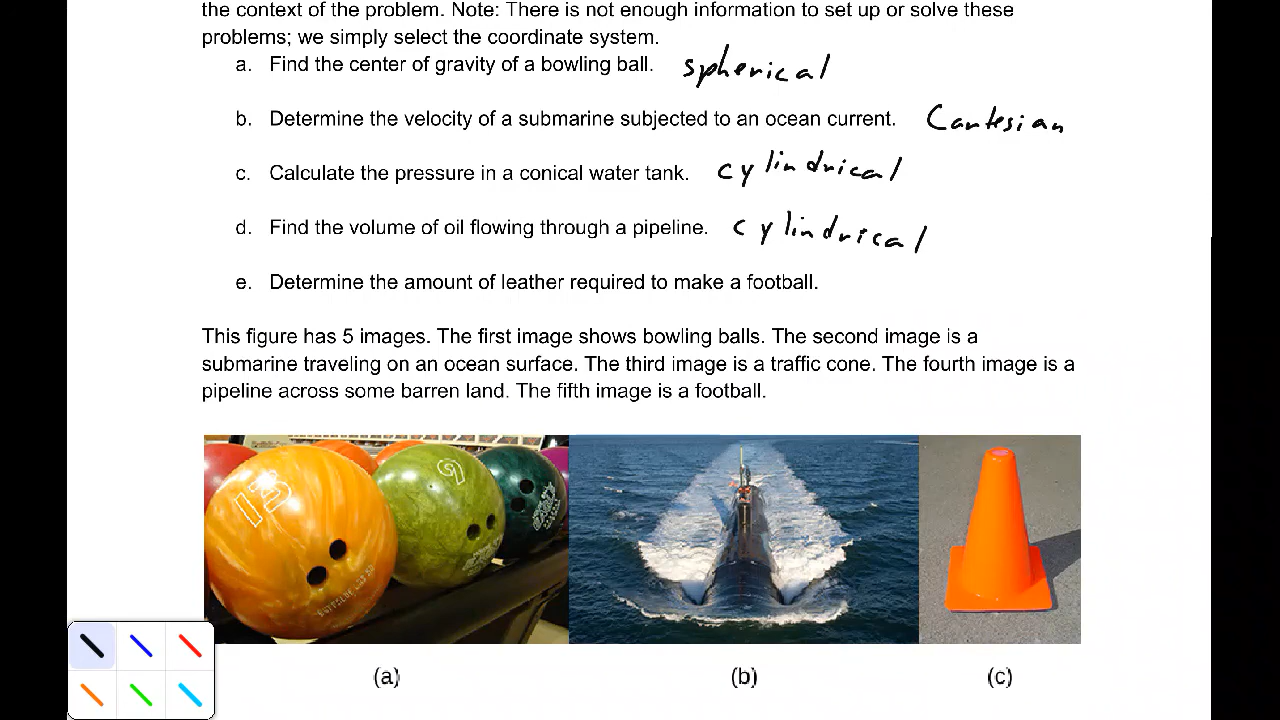 the context of the problem. Note: There is not enough information to set up or solve these
problems; we simply select the coordinate system.
a. Find the center of gravity of a bowling ball. spherical
b. Determine the velocity of a submarine subjected to an ocean current. Cartesian
c. Calculate the pressure in a conical water tank. cylindrical
d. Find the volume of oil flowing through a pipeline. cylindrical
e. Determine the amount of leather required to make a football.
This figure has 5 images. The first image shows bowling balls. The second image is a
submarine traveling on an ocean surface. The third image is a traffic cone. The fourth image is a
pipeline across some barren land. The fifth image is a football.
13
9
(a) (b) (c)